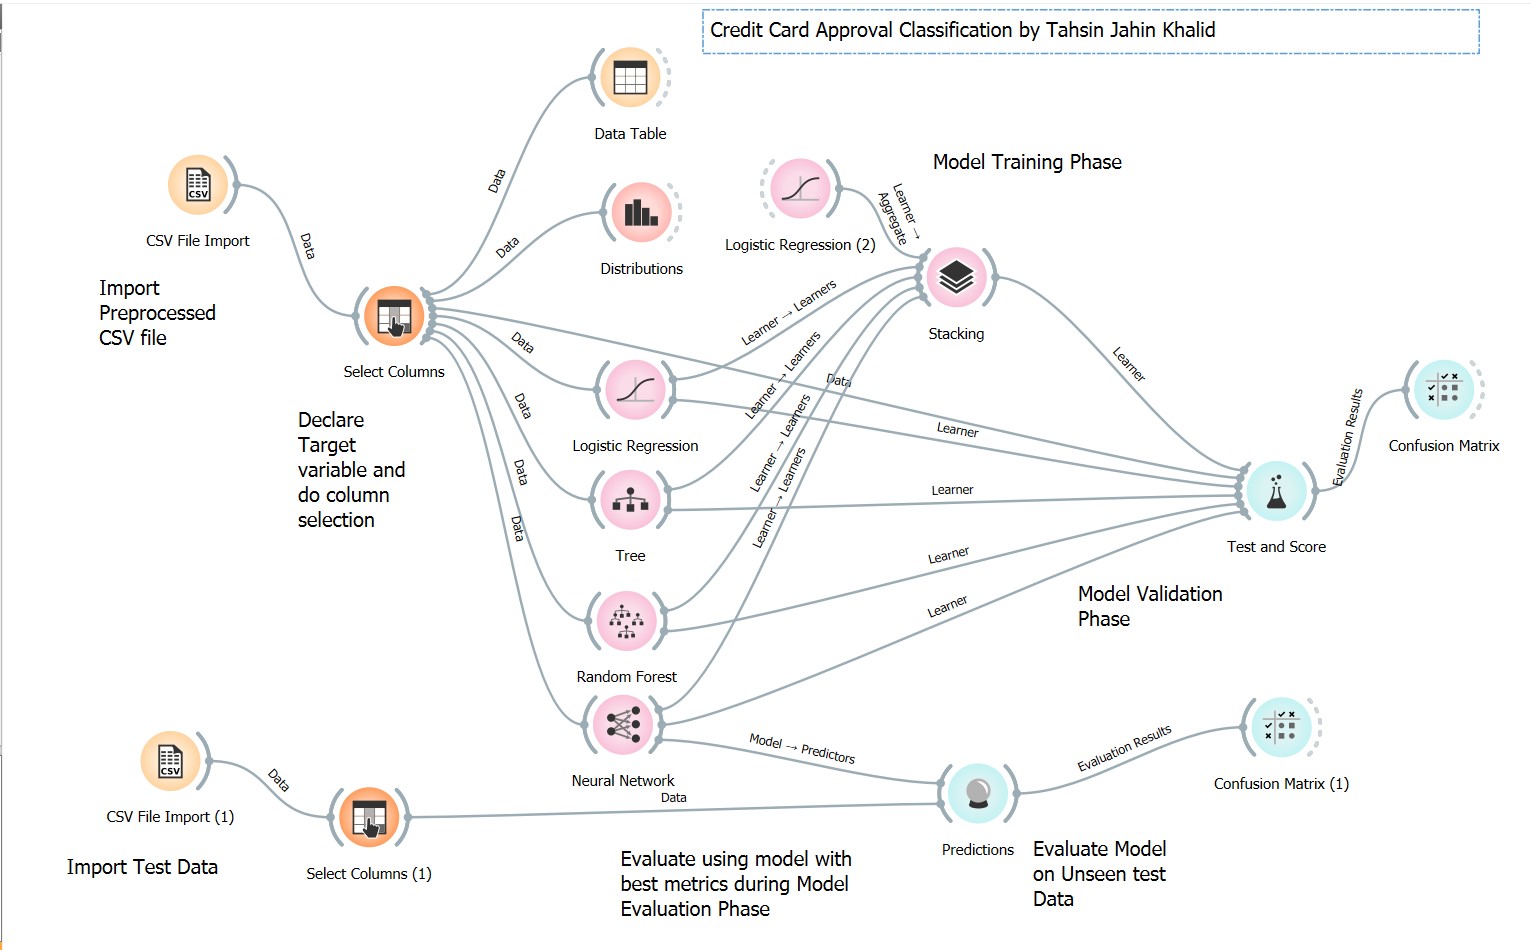 Credit Card Approval Classification by Tahsin Jahin Khalid
Data Table
Data
CSV
CSV File Import
Data
Import
Preprocessed
CSV file
Data
Distributions
Logistic Regression (2)
Learner →
Aggregate
Model Training Phase
Select Columns
Declare
Target
variable and
do column
selection
Stacking
Learner → Learners
Data
Logistic Regression
Learner → Learners
Data
Learner
Learner
Data
Tree
Learner → Learners
Learner
Data
Random Forest
Learner → Learners
Learner
Data
Neural Network
Learner
Evaluation Results
Confusion Matrix
Test and Score
Model Validation
Phase
CSV
CSV File Import (1)
Data
Import Test Data
Select Columns (1)
Data
Model → Predictors
Predictions
Evaluation Results
Confusion Matrix (1)
Evaluate using model with
best metrics during Model
Evaluation Phase
Evaluate Model
on Unseen test
Data